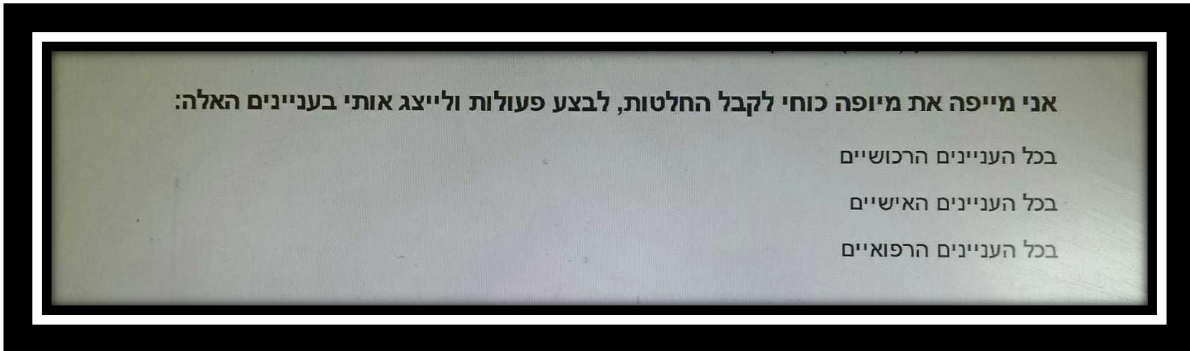 אני מייפה את מיופה כוחי לקבל החלטות, לבצע פעולות ולייצג אותי בעניינים האלה:
בכל העניינים הרכושיים
בכל העניינים האישיים
בכל העניינים הרפואיים